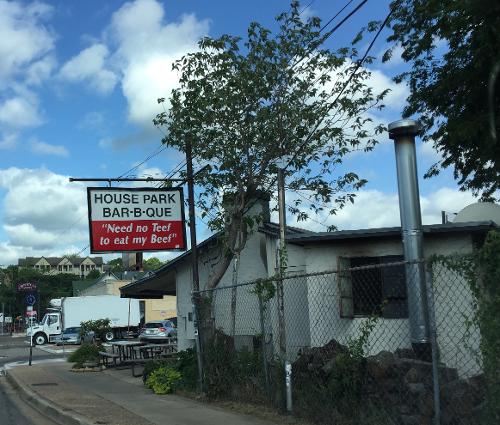 HOUSE PARK
BAR-B-QUE
"Need no Teef
to eat my Beef"